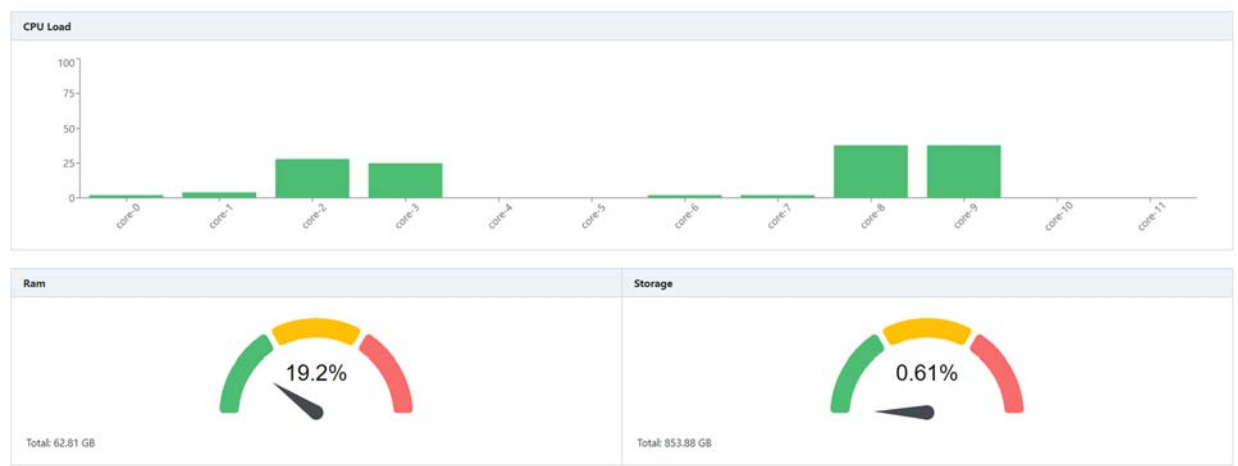 CPU Load
100
75
50
25
0
core-0 core-1 core-2 core-3 core-4 core-5 core-6 core-7 core-8 core-9 core-10 core-11
Ram
19.2%
Total: 62.81 GB
Storage
0.61%
Total: 853.88 GB